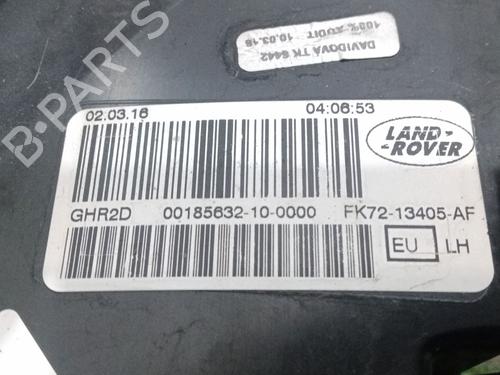 DAVIDOVÁ TK 6442
100% AUDIT 10.03.16
02.03.16 04:06:53
LAND ROVER
GHR2D 00185632-10-0000 FK72-13405-AF
EU LH
B-PARTS